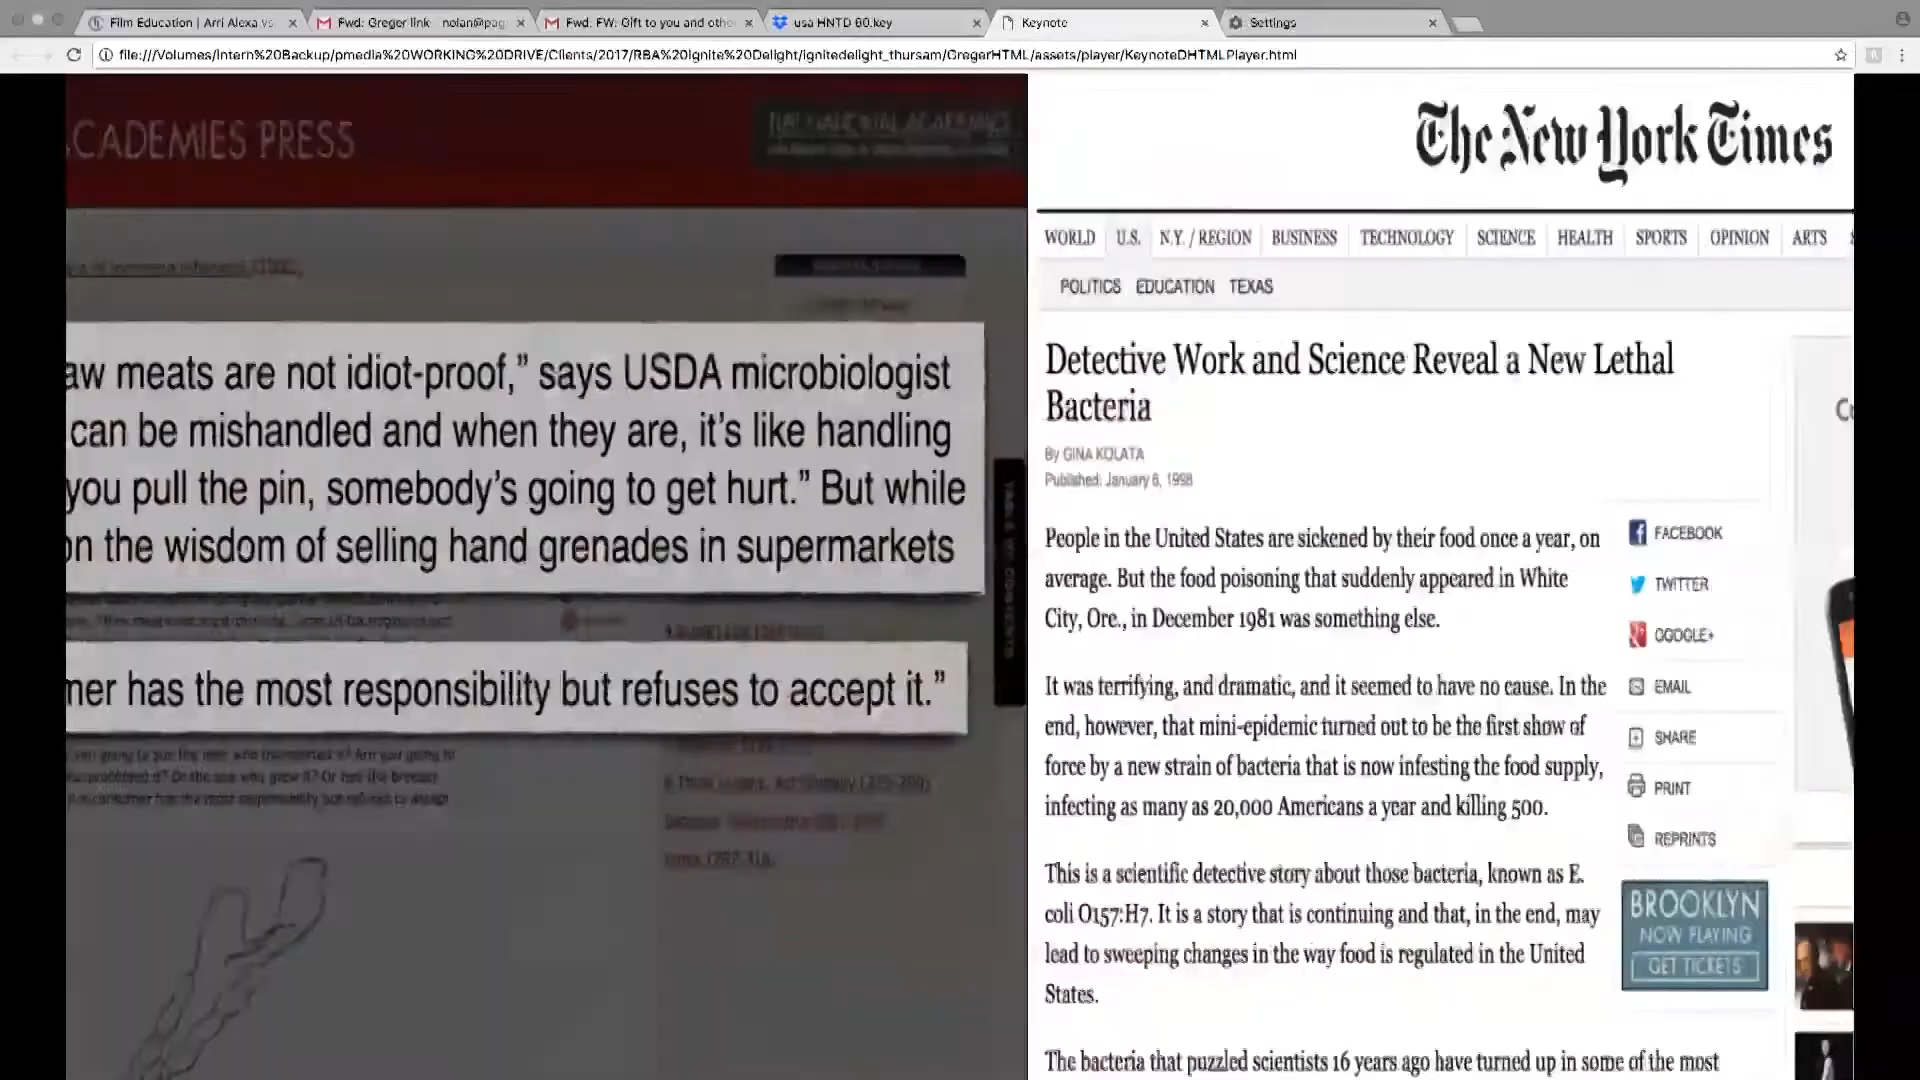 Film Education | Arri Alexa vs
Fwd: Greger link - nolan@pag
Fwd: FW: Gift to you and othe
usa HNTD 60.key
Keynote
Settings
file:///Volumes/Intern%20Backup/pmedia%20WORKING%20DRIVE/Clients/2017/RBA%20Ignite%20Delight/ignitedelight_thursam/GregerHTML/assets/player/KeynoteDHTMLPlayer.html
CADEMIES PRESS
aw meats are not idiot-proof,” says USDA microbiologist
can be mishandled and when they are, it’s like handling
you pull the pin, somebody’s going to get hurt.” But while
on the wisdom of selling hand grenades in supermarkets
mer has the most responsibility but refuses to accept it.”
The New York Times
WORLD U.S. N.Y. / REGION BUSINESS TECHNOLOGY SCIENCE HEALTH SPORTS OPINION ARTS
POLITICS EDUCATION TEXAS
Detective Work and Science Reveal a New Lethal
Bacteria
By GINA KOLATA
Published: January 6, 1998
People in the United States are sickened by their food once a year, on
average. But the food poisoning that suddenly appeared in White
City, Ore., in December 1981 was something else.
It was terrifying, and dramatic, and it seemed to have no cause. In the
end, however, that mini-epidemic turned out to be the first show of
force by a new strain of bacteria that is now infesting the food supply,
infecting as many as 20,000 Americans a year and killing 500.
This is a scientific detective story about those bacteria, known as E.
coli O157:H7. It is a story that is continuing and that, in the end, may
lead to sweeping changes in the way food is regulated in the United
States.
The bacteria that puzzled scientists 16 years ago have turned up in some of the most
FACEBOOK
TWITTER
GOOGLE+
EMAIL
SHARE
PRINT
REPRINTS
BROOKLYN
NOW PLAYING
GET TICKETS